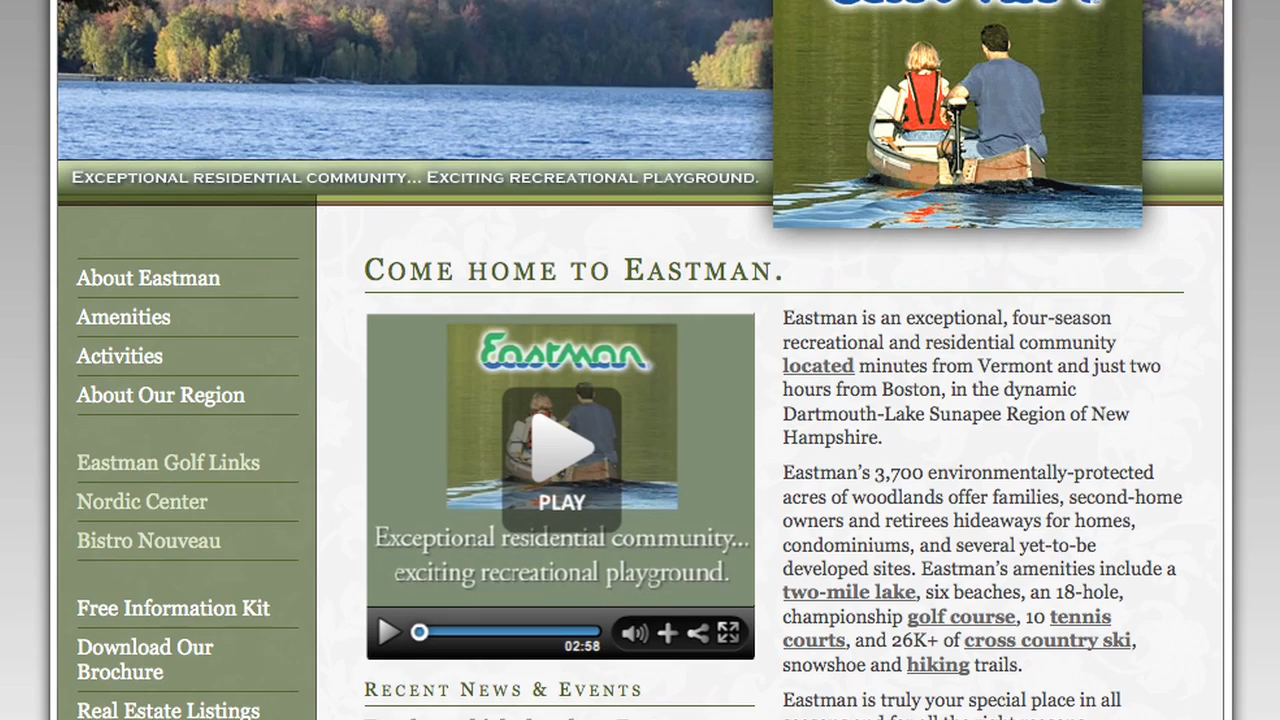 Eastman
Exceptional residential community... Exciting recreational playground.
About Eastman
Amenities
Activities
About Our Region
Eastman Golf Links
Nordic Center
Bistro Nouveau
Free Information Kit
Download Our
Brochure
Real Estate Listings
Come home to Eastman.
Eastman
PLAY
Exceptional residential community...
exciting recreational playground.
02:58
Recent News & Events
Eastman is an exceptional, four-season
recreational and residential community
located minutes from Vermont and just two
hours from Boston, in the dynamic
Dartmouth-Lake Sunapee Region of New
Hampshire.
Eastman's 3,700 environmentally-protected
acres of woodlands offer families, second-home
owners and retirees hideaways for homes,
condominiums, and several yet-to-be
developed sites. Eastman's amenities include a
two-mile lake, six beaches, an 18-hole,
championship golf course, 10 tennis
courts, and 26K+ of cross country ski,
snowshoe and hiking trails.
Eastman is truly your special place in all